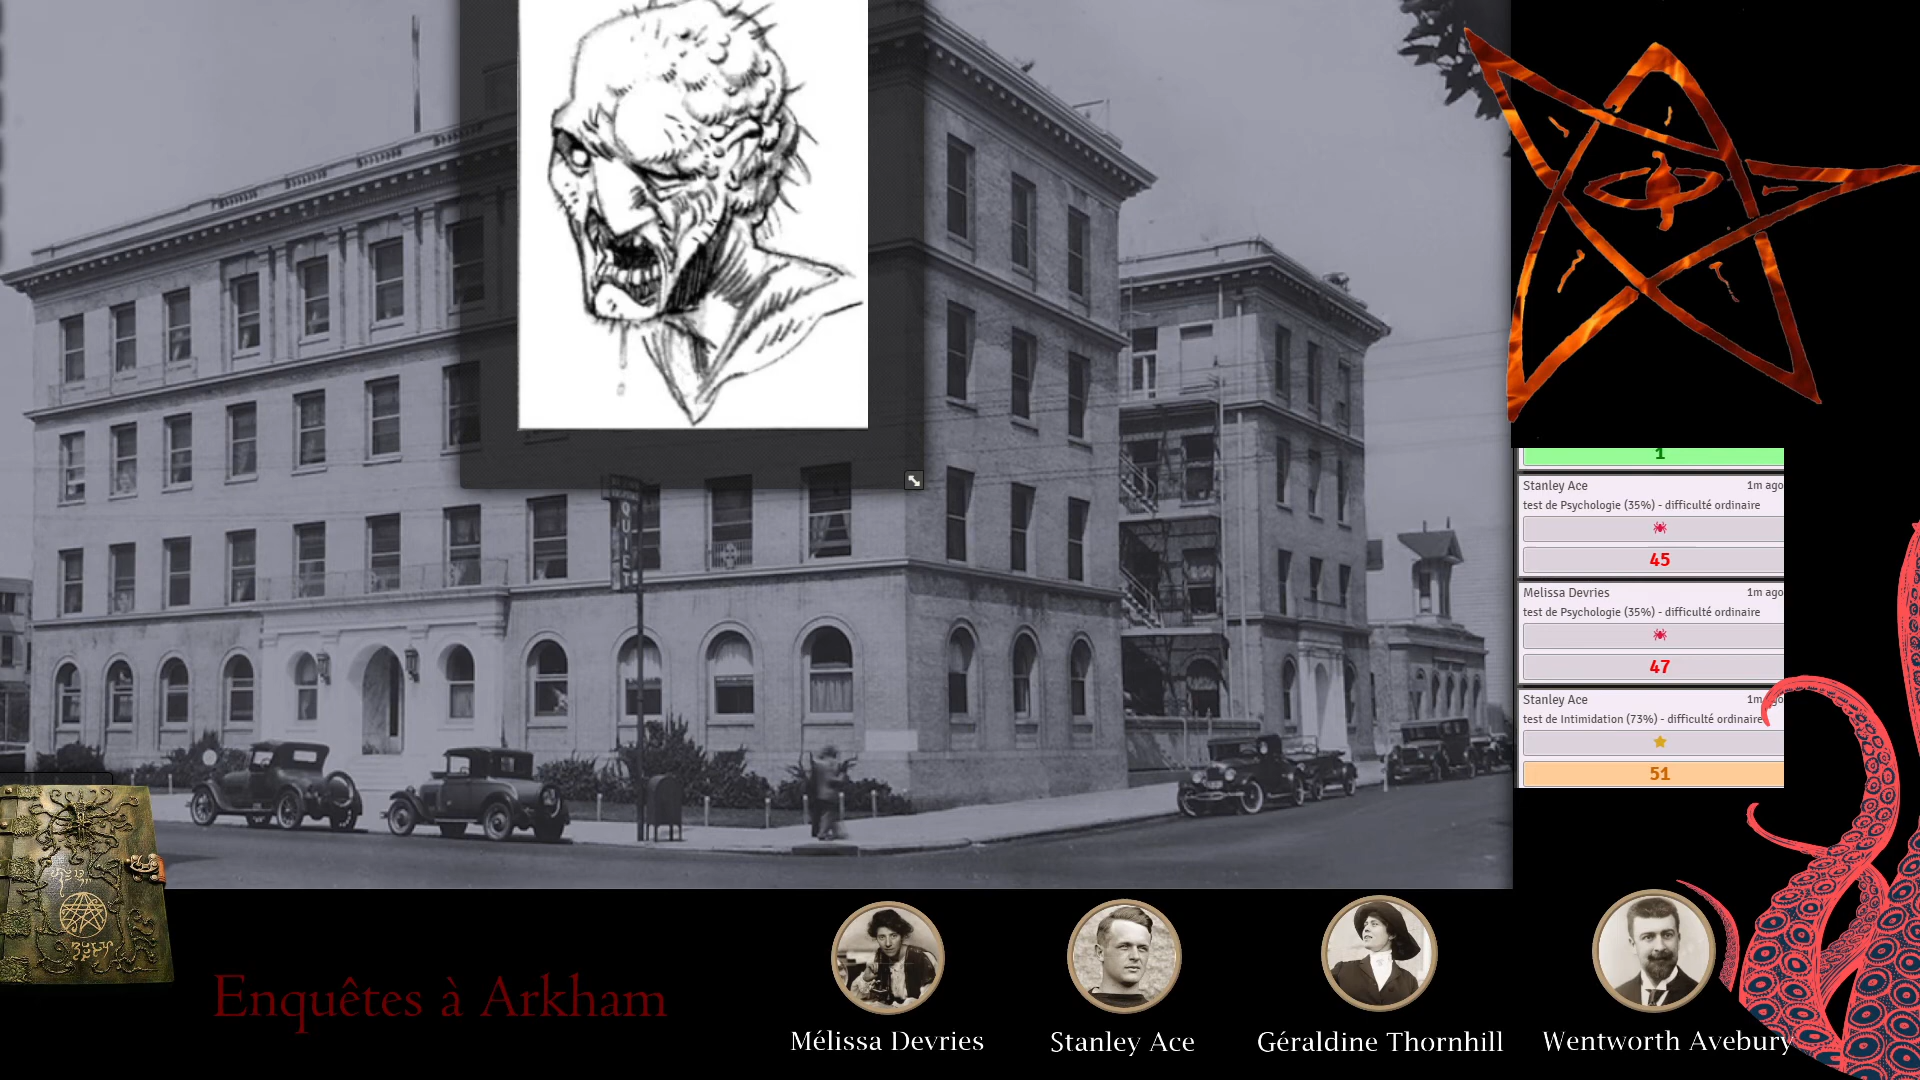 QUIET
1
Stanley Ace 1m ago
test de Psychologie (35%) - difficulté ordinaire
45
Melissa Devries 1m ago
test de Psychologie (35%) - difficulté ordinaire
47
Stanley Ace
test de Intimidation (73%) - difficulté ordinaire
51
Enquêtes à Arkham
Mélissa Devries
Stanley Ace
Géraldine Thornhill
Wentworth Avebury